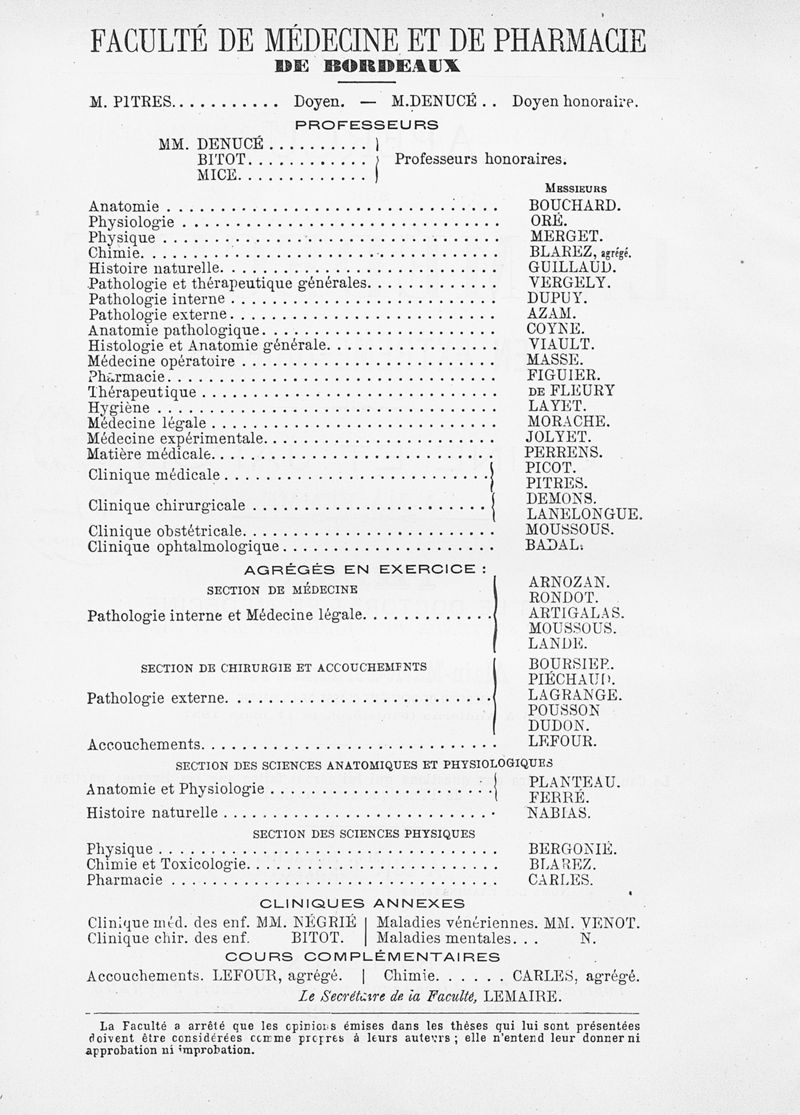 FACULTÉ DE MÉDECINE ET DE PHARMACIE
DE BORDEAUX
M. PITRES........... Doyen. — M. DENUCÉ.. Doyen honoraire.
PROFESSEURS
MM. DENUCÉ..........
BITOT............ Professeurs honoraires.
MICE.............
MESSIEURS
Anatomie ........ BOUCHARD.
Physiologie ........ ORÉ.
Physique ........ MERGET.
Chimie........ BLAREZ, agrégé.
Histoire naturelle........ GUILLAUD.
Pathologie et thérapeutique générales........ VERGELY.
Pathologie interne ........ DUPUY.
Pathologie externe........ AZAM.
Anatomie pathologique........ COYNE.
Histologie et Anatomie générale........ VIAULT.
Médecine opératoire ........ MASSE.
Pharmacie........ FIGUIER.
Thérapeutique ........ DE FLEURY
Hygiène ........ LAYET.
Médecine légale ........ MORACHE.
Médecine expérimentale........ JOLYET.
Matière médicale........ PERRENS.
Clinique médicale ........ PICOT.
PITRES.
Clinique chirurgicale ........ DEMONS.
LANELONGUE.
Clinique obstétricale........ MOUSSOUS.
Clinique ophtalmologique........ BADAL.
AGRÉGÉS EN EXERCICE :
SECTION DE MÉDECINE
Pathologie interne et Médecine légale........ ARNOZAN.
RONDOT.
ARTIGALAS.
MOUSSOUS.
LANDE.
SECTION DE CHIRURGIE ET ACCOUCHEMENTS
Pathologie externe........ BOURSIER.
PIÉCHAUD.
LAGRANGE.
POUSSON
DUDON.
Accouchements........ LEFOUR.
SECTION DES SCIENCES ANATOMIQUES ET PHYSIOLOGIQUES
Anatomie et Physiologie ........ PLANTEAU.
FERRÉ.
Histoire naturelle ........ NABIAS.
SECTION DES SCIENCES PHYSIQUES
Physique ........ BERGONIÉ.
Chimie et Toxicologie........ BLAREZ.
Pharmacie ........ CARLES.
CLINIQUES ANNEXES
Clinique méd. des enf. MM. NÉGRIÉ | Maladies vénériennes. MM. VENOT.
Clinique chir. des enf. BITOT. | Maladies mentales... N.
COURS COMPLÉMENTAIRES
Accouchements. LEFOUR, agrégé. | Chimie...... CARLES, agrégé.
Le Secrétaire de la Faculté, LEMAIRE.
La Faculté a arrêté que les opinions émises dans les thèses qui lui sont présentées
doivent être considérées comme propres à leurs auteurs ; elle n'entend leur donner ni
approbation ni improbation.